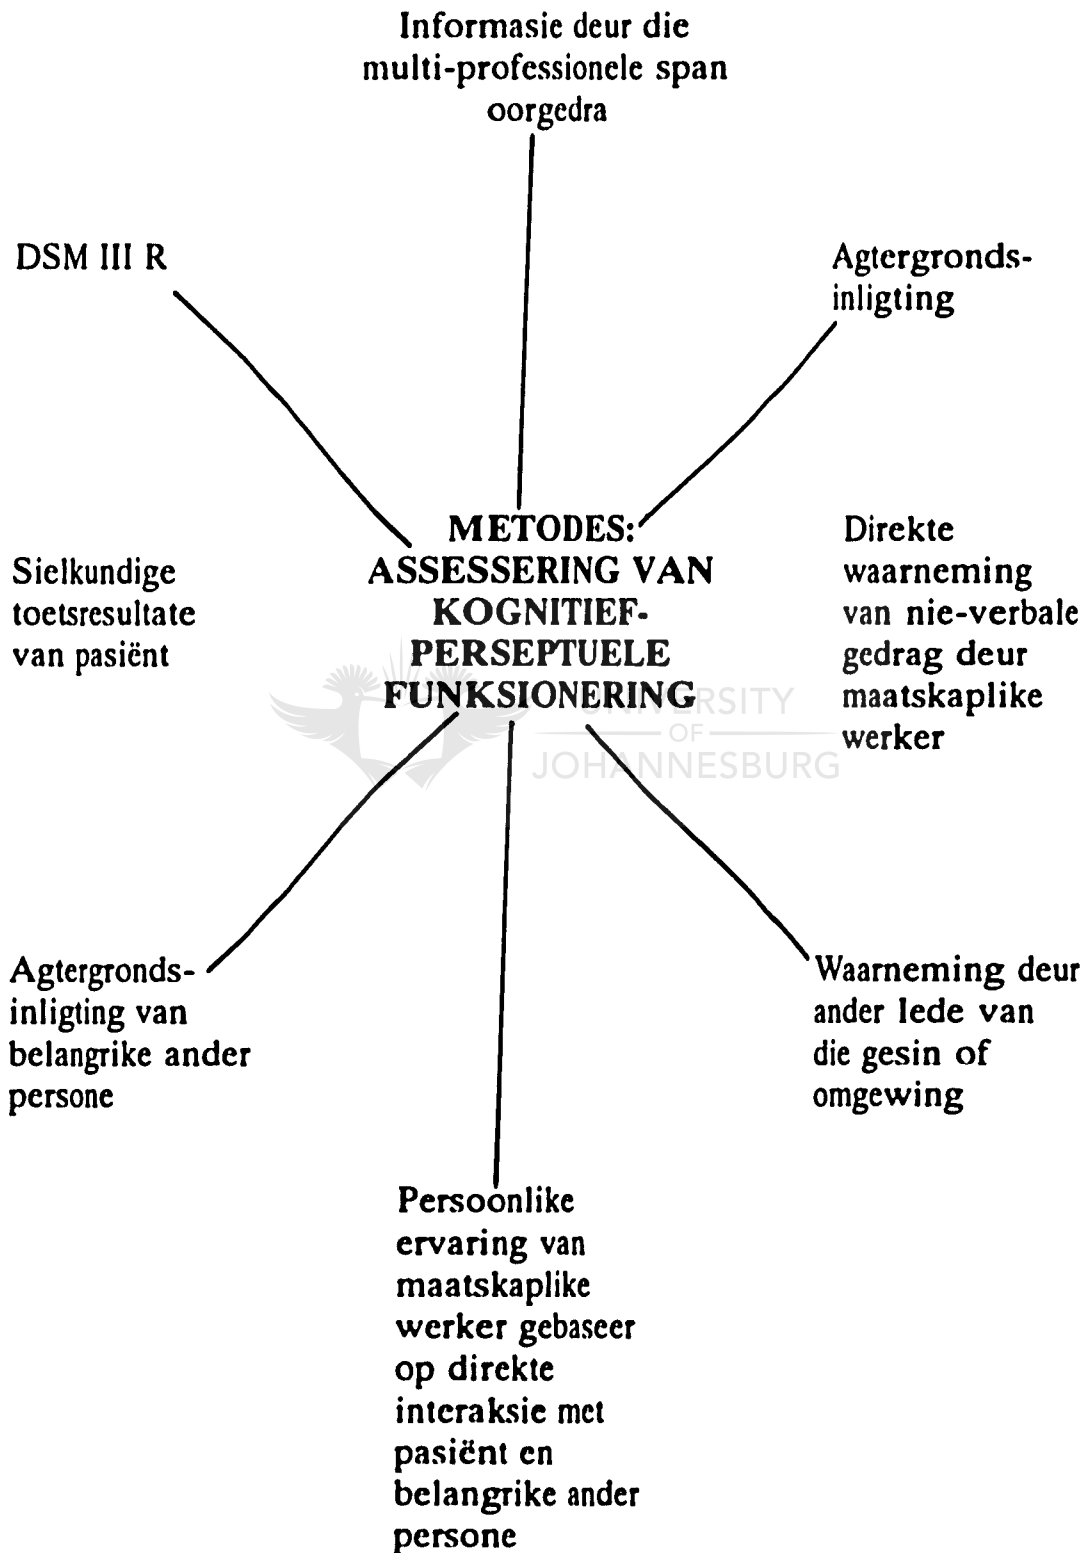 Informasie deur die
multi-professionele span
oorgedra
DSM III R
Agtergronds-
inligting
METODES:
ASSESSERING VAN
KOGNITIEF-
PERSEPTUELE
FUNKSIONERING
Sielkundige
toetsresultate
van pasiënt
Direkte
waarneming
van nie-verbale
gedrag deur
maatskaplike
werker
UNIVERSITY
OF
JOHANNESBURG
Agtergronds-
inligting van
belangrike ander
persone
Waarneming deur
ander lede van
die gesin of
omgewing
Persoonlike
ervaring van
maatskaplike
werker gebaseer
op direkte
interaksie met
pasiënt en
belangrike ander
persone